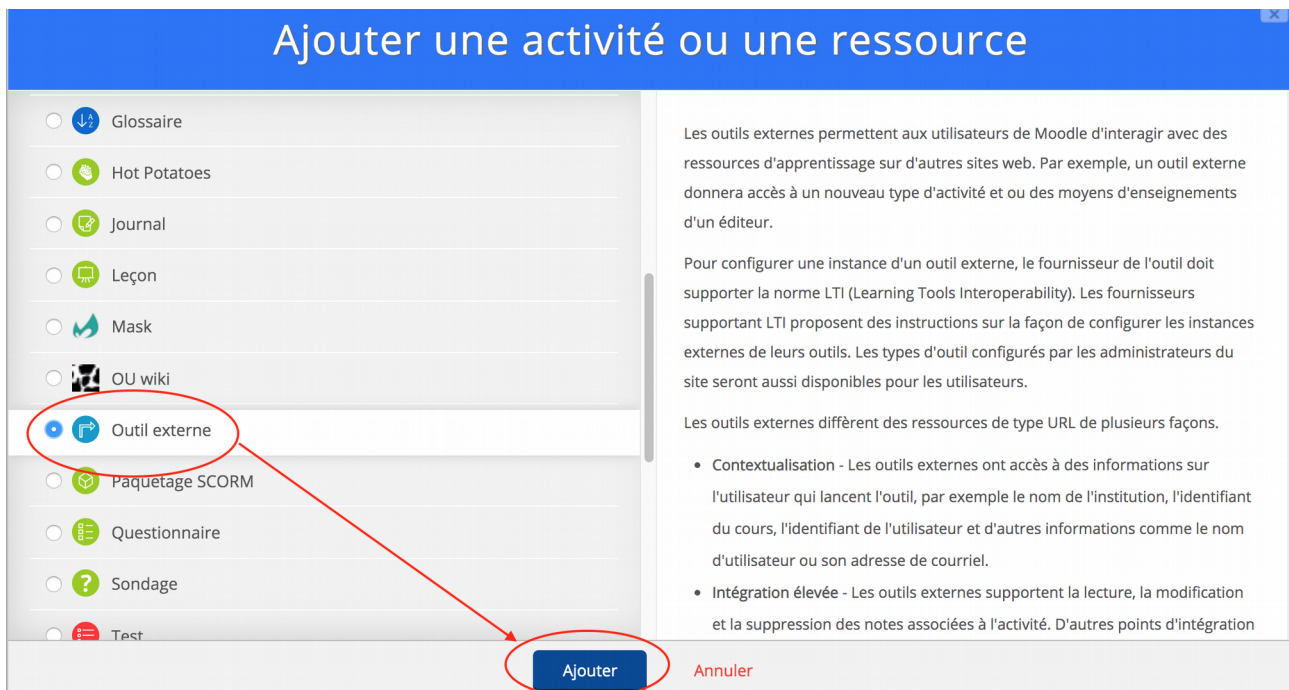 Ajouter une activité ou une ressource
Glossaire
Hot Potatoes
Journal
Leçon
Mask
OU wiki
Outil externe
Paquetage SCORM
Questionnaire
Sondage
Test
Les outils externes permettent aux utilisateurs de Moodle d'interagir avec des
ressources d'apprentissage sur d'autres sites web. Par exemple, un outil externe
donnera accès à un nouveau type d'activité et ou des moyens d'enseignements
d'un éditeur.
Pour configurer une instance d'un outil externe, le fournisseur de l'outil doit
supporter la norme LTI (Learning Tools Interoperability). Les fournisseurs
supportant LTI proposent des instructions sur la façon de configurer les instances
externes de leurs outils. Les types d'outil configurés par les administrateurs du
site seront aussi disponibles pour les utilisateurs.
Les outils externes diffèrent des ressources de type URL de plusieurs façons.
• Contextualisation - Les outils externes ont accès à des informations sur
l'utilisateur qui lancent l'outil, par exemple le nom de l'institution, l'identifiant
du cours, l'identifiant de l'utilisateur et d'autres informations comme le nom
d'utilisateur ou son adresse de courriel.
• Intégration élevée - Les outils externes supportent la lecture, la modification
et la suppression des notes associées à l'activité. D'autres points d'intégration
Ajouter
Annuler